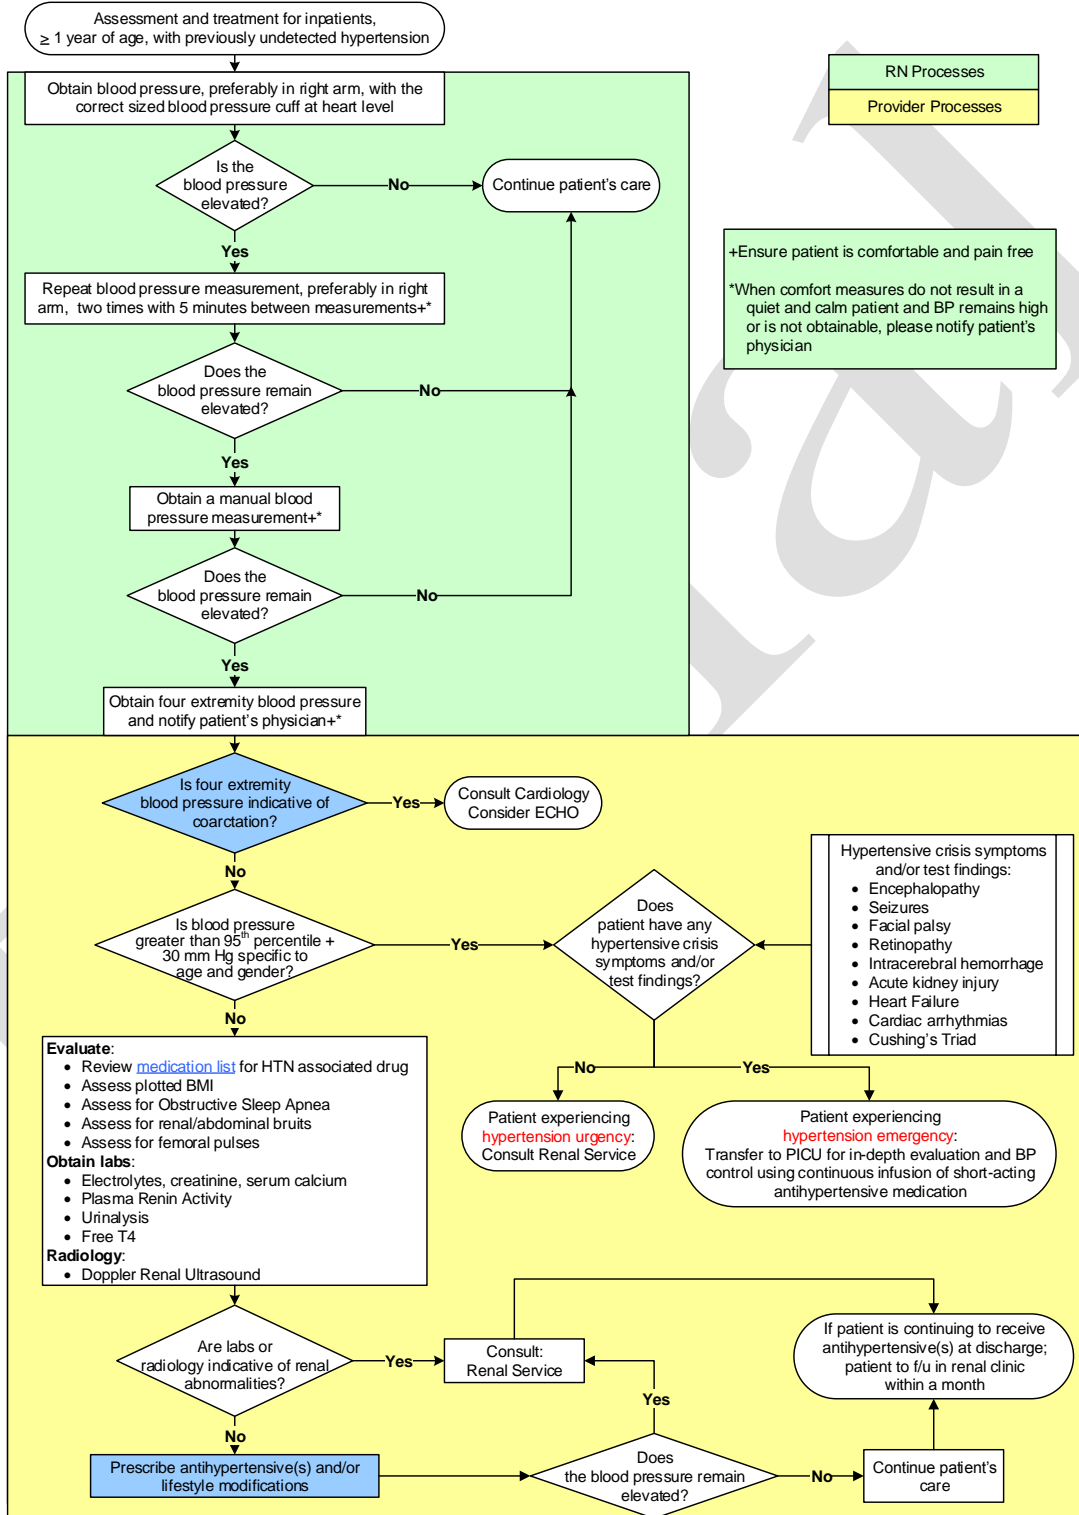 Assessment and treatment for inpatients,
≥ 1 year of age, with previously undetected hypertension
RN Processes
Provider Processes
Obtain blood pressure, preferably in right arm, with the
correct sized blood pressure cuff at heart level
Is the
blood pressure
elevated?
No
Continue patient's care
Yes
+Ensure patient is comfortable and pain free
*When comfort measures do not result in a
quiet and calm patient and BP remains high
or is not obtainable, please notify patient's
physician
Repeat blood pressure measurement, preferably in right
arm, two times with 5 minutes between measurements+*
Does the
blood pressure remain
elevated?
No
Yes
Obtain a manual blood
pressure measurement+*
Does the
blood pressure remain
elevated?
No
Yes
Obtain four extremity blood pressure
and notify patient's physician+*
Is four extremity
blood pressure indicative of
coarctation?
Yes
Consult Cardiology
Consider ECHO
No
Is blood pressure
greater than 95th percentile +
30 mm Hg specific to
age and gender?
Yes
Does
patient have any
hypertensive crisis
symptoms and/or
test findings?
Hypertensive crisis symptoms
and/or test findings:
• Encephalopathy
• Seizures
• Facial palsy
• Retinopathy
• Intracerebral hemorrhage
• Acute kidney injury
• Heart Failure
• Cardiac arrhythmias
• Cushing's Triad
No
No
Yes
Patient experiencing
hypertension urgency:
Consult Renal Service
Patient experiencing
hypertension emergency:
Transfer to PICU for in-depth evaluation and BP
control using continuous infusion of short-acting
antihypertensive medication
Evaluate:
• Review medication list for HTN associated drug
• Assess plotted BMI
• Assess for Obstructive Sleep Apnea
• Assess for renal/abdominal bruits
• Assess for femoral pulses
Obtain labs:
• Electrolytes, creatinine, serum calcium
• Plasma Renin Activity
• Urinalysis
• Free T4
Radiology:
• Doppler Renal Ultrasound
Are labs or
radiology indicative of renal
abnormalities?
Yes
Consult:
Renal Service
If patient is continuing to receive
antihypertensive(s) at discharge;
patient to f/u in renal clinic
within a month
No
Yes
Prescribe antihypertensive(s) and/or
lifestyle modifications
Does
the blood pressure remain
elevated?
No
Continue patient's
care